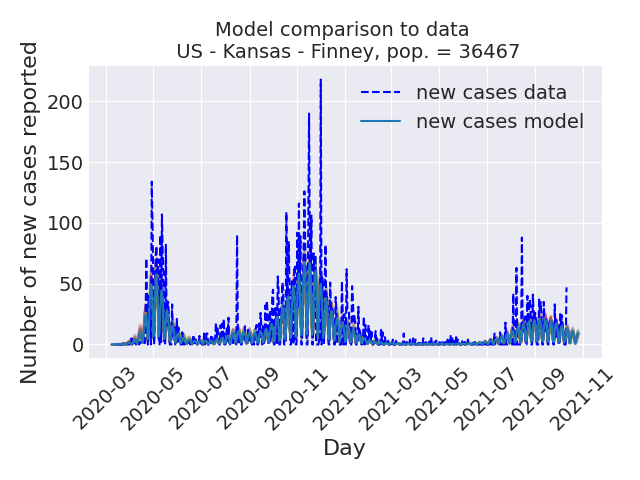 Model comparison to data
US - Kansas - Finney, pop. = 36467
Number of new cases reported
200
150
100
50
0
new cases data
new cases model
2020-03
2020-05
2020-07
2020-09
2020-11
2021-01
2021-03
2021-05
2021-07
2021-09
2021-11
Day